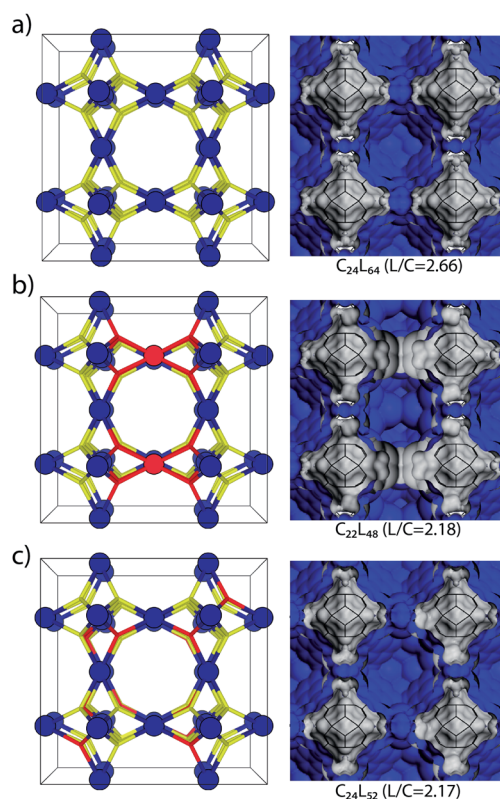 a)
C₂₄L₆₄ (L/C=2.66)
b)
C₂₂L₄₈ (L/C=2.18)
c)
C₂₄L₅₂ (L/C=2.17)